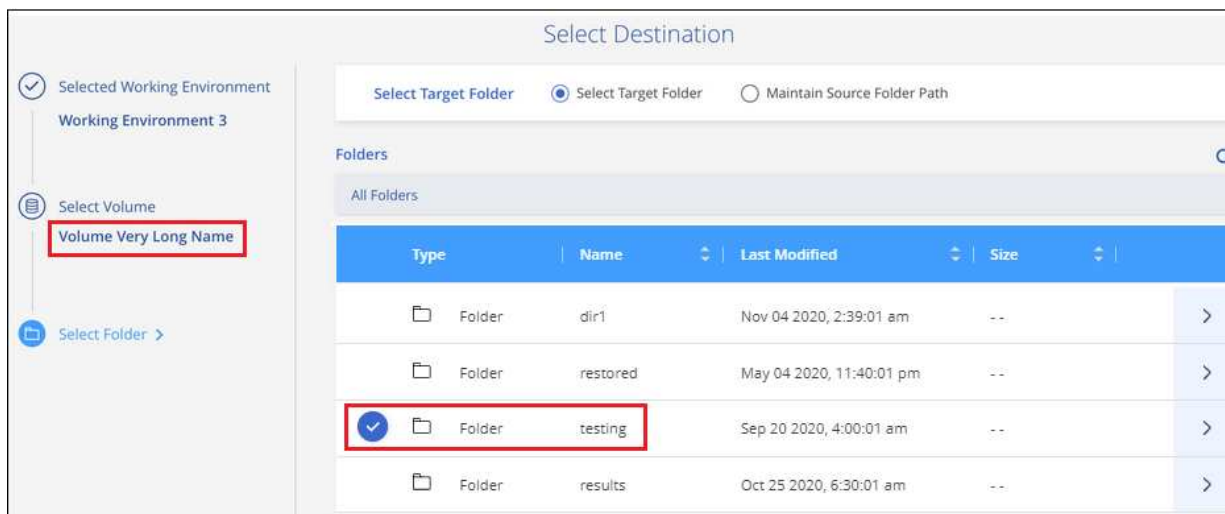 Select Destination
Selected Working Environment
Working Environment 3
Select Volume
Volume Very Long Name
Select Folder >
Select Target Folder Select Target Folder Maintain Source Folder Path
Folders
All Folders
Type Name Last Modified Size
Folder dir1 Nov 04 2020, 2:39:01 am --
Folder restored May 04 2020, 11:40:01 pm --
Folder testing Sep 20 2020, 4:00:01 am --
Folder results Oct 25 2020, 6:30:01 am --